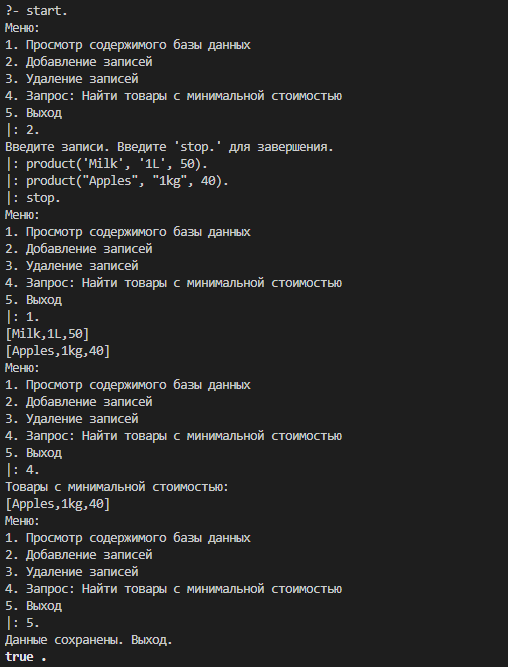 ?- start.
Меню:
1. Просмотр содержимого базы данных
2. Добавление записей
3. Удаление записей
4. Запрос: Найти товары с минимальной стоимостью
5. Выход
|: 2.
Введите записи. Введите 'stop.' для завершения.
|: product('Milk', '1L', 50).
|: product("Apples", "1kg", 40).
|: stop.
Меню:
1. Просмотр содержимого базы данных
2. Добавление записей
3. Удаление записей
4. Запрос: Найти товары с минимальной стоимостью
5. Выход
|: 1.
[Milk,1L,50]
[Apples,1kg,40]
Меню:
1. Просмотр содержимого базы данных
2. Добавление записей
3. Удаление записей
4. Запрос: Найти товары с минимальной стоимостью
5. Выход
|: 4.
Товары с минимальной стоимостью:
[Apples,1kg,40]
Меню:
1. Просмотр содержимого базы данных
2. Добавление записей
3. Удаление записей
4. Запрос: Найти товары с минимальной стоимостью
5. Выход
|: 5.
Данные сохранены. Выход.
true .